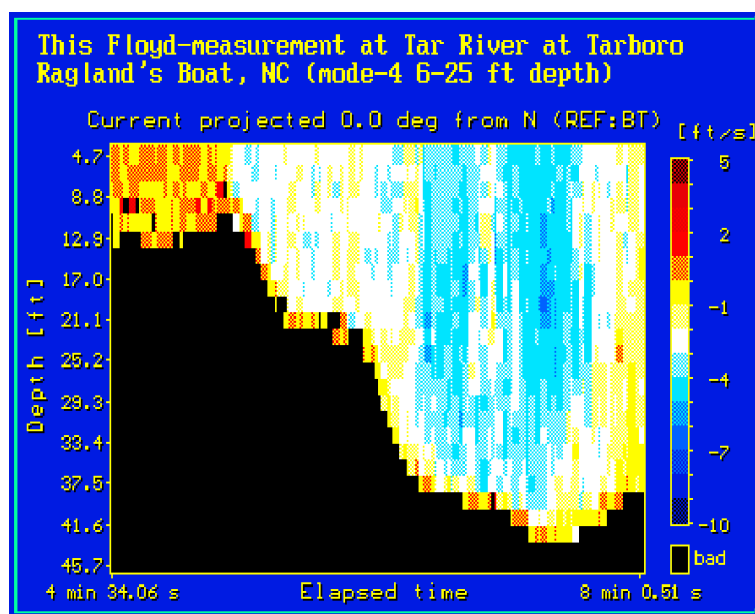 This Floyd-measurement at Tar River at Tarboro
Ragland's Boat, NC (mode-4 6-25 ft depth)
Current projected 0.0 deg from N (REF:BT)
[ft/s]
4.7
8.8
12.9
17.0
21.1
25.2
29.3
33.4
37.5
41.6
45.7
Depth [ft]
5
2
-1
-4
-7
-10
bad
4 min 34.06 s
Elapsed time
8 min 0.51 s